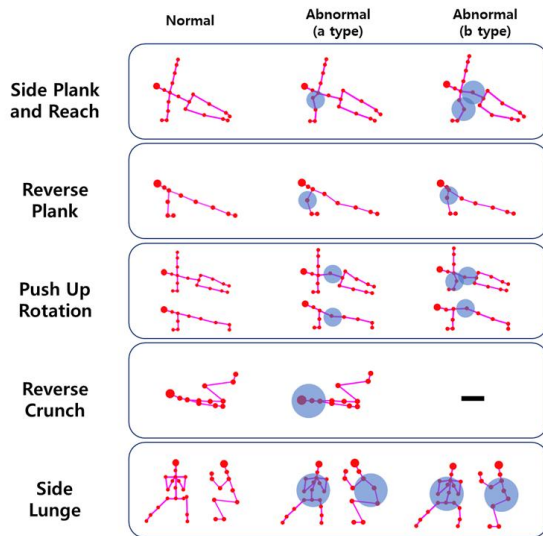 Normal
Abnormal
(a type)
Abnormal
(b type)
Side Plank
and Reach
Reverse
Plank
Push Up
Rotation
Reverse
Crunch
Side
Lunge